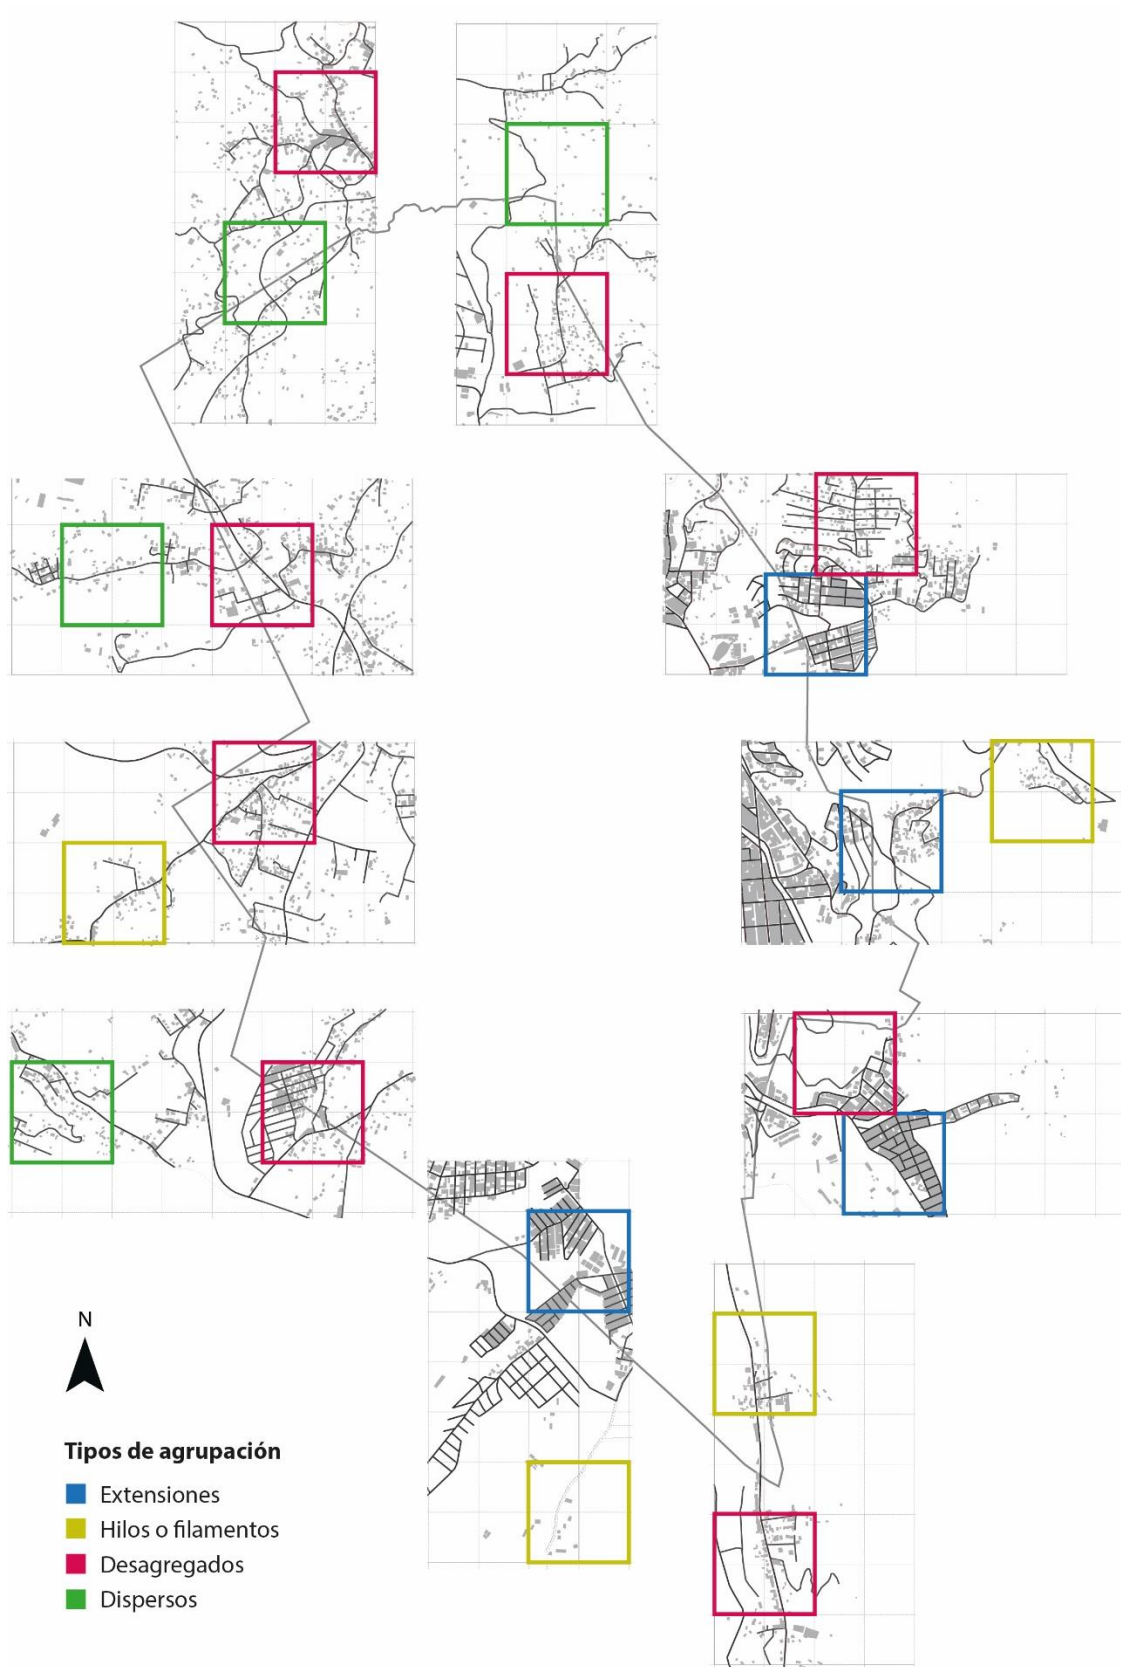 N
Tipos de agrupación
Extensiones
Hilos o filamentos
Desagregados
Dispersos